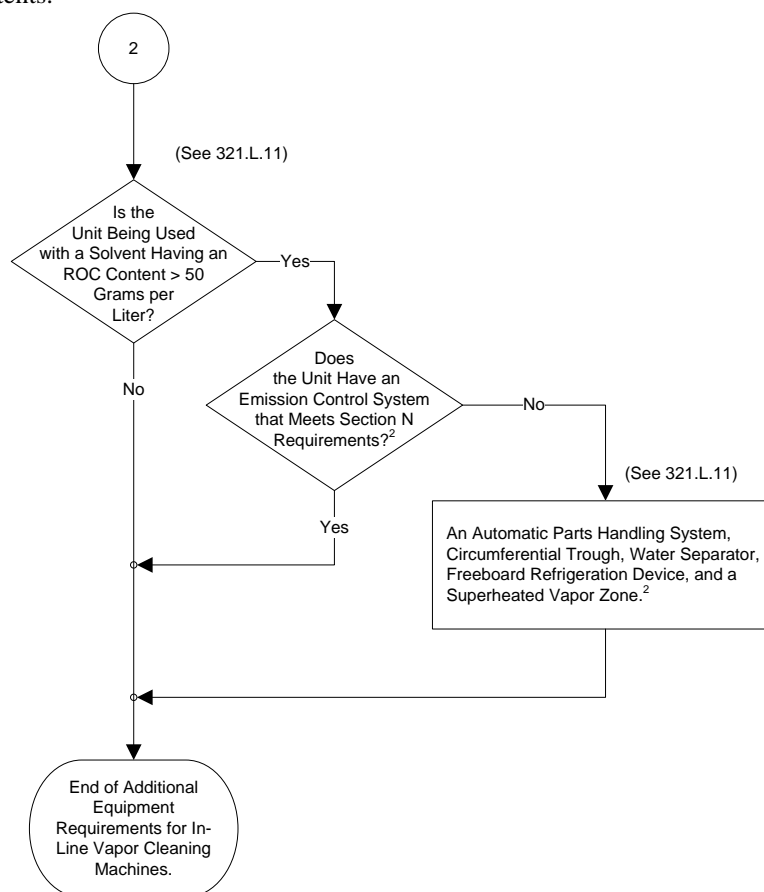 2
(See 321.L.11)
Is the
Unit Being Used
with a Solvent Having an
ROC Content > 50
Grams per
Liter?
Yes
No
Does
the Unit Have an
Emission Control System
that Meets Section N
Requirements?²
No
Yes
(See 321.L.11)
An Automatic Parts Handling System,
Circumferential Trough, Water Separator,
Freeboard Refrigeration Device, and a
Superheated Vapor Zone.²
End of Additional
Equipment
Requirements for In-
Line Vapor Cleaning
Machines.